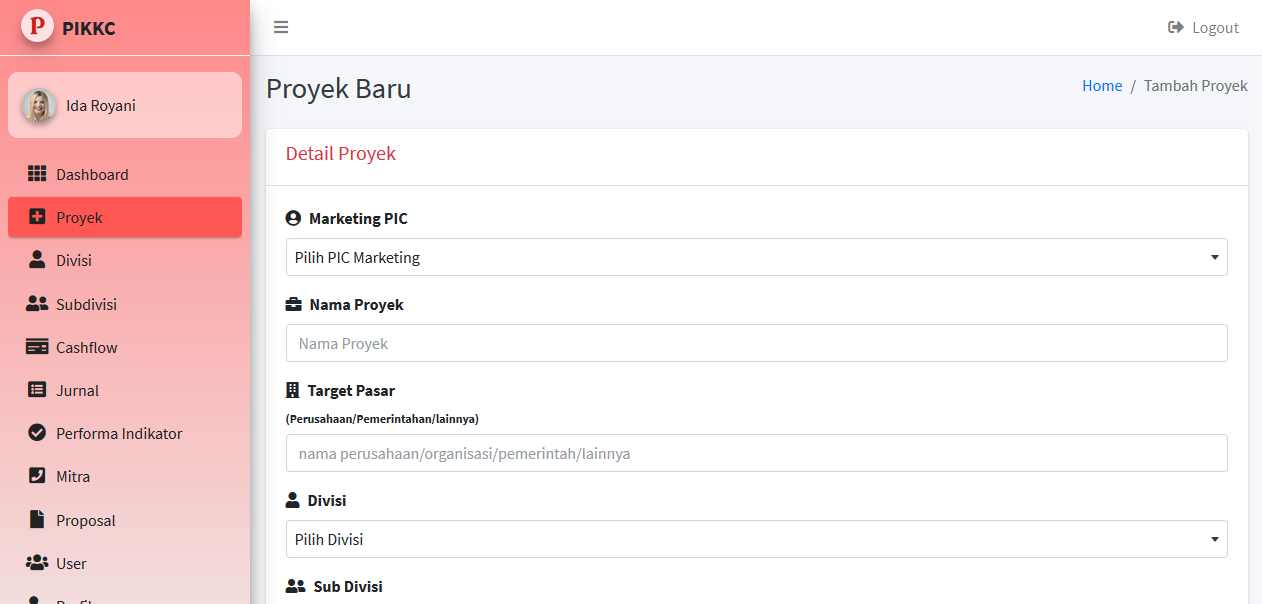 P PIKKC
Logout
Ida Royani
Dashboard
Proyek
Divisi
Subdivisi
Cashflow
Jurnal
Performa Indikator
Mitra
Proposal
User
Proyek Baru
Home / Tambah Proyek
Detail Proyek
Marketing PIC
Pilih PIC Marketing
Nama Proyek
Nama Proyek
Target Pasar
(Perusahaan/Pemerintahan/lainnya)
nama perusahaan/organisasi/pemerintah/lainnya
Divisi
Pilih Divisi
Sub Divisi